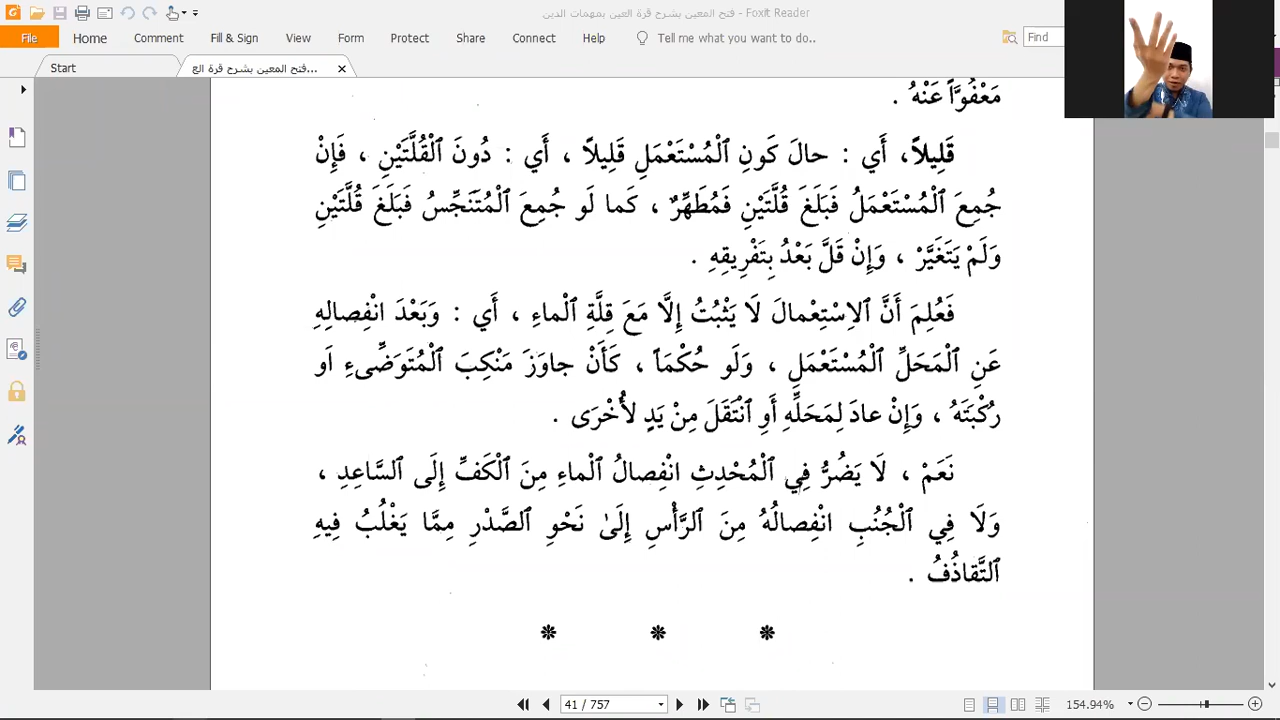 فتح المعين بشرح قرة العين بمهمات الدين - Foxit Reader
File Home Comment Fill & Sign View Form Protect Share Connect Help Tell me what you want to do.. Find
Start فتح المعين بشرح قرة الع...
مَعْفُوَّاً عَنْهُ .
قَلِيلاً، أَي : حالَ كَونِ ٱلْمُسْتَعْمَلِ قَلِيلاً ، أَي : دُونَ ٱلْقُلَّتَيْنِ ، فَإِنْ
جُمِعَ ٱلْمُسْتَعْمَلُ فَبَلَغَ قُلَّتَيْنِ فَمُطَهِّرٌ ، كَما لَو جُمِعَ ٱلْمُتَنَجِّسُ فَبَلَغَ قُلَّتَيْنِ
وَلَمْ يَتَغَيَّرْ ، وَإِنْ قَلَّ بَعْدُ بِتَفْرِيقِهِ .
فَعُلِمَ أَنَّ ٱلاِسْتِعْمالَ لَا يَثْبُتُ إِلَّا مَعَ قِلَّةِ ٱلْماءِ ، أَي : وَبَعْدَ انْفِصالِهِ
عَنِ ٱلْمَحَلِّ ٱلْمُسْتَعْمَلِ ، وَلَو حُكْمَاً ، كَأَنْ جاوَزَ مَنْكِبَ ٱلْمُتَوَضِّىءِ اَو
رُكْبَتَهُ ، وَإِنْ عادَ لِمَحَلِّهِ أَوِ ٱنْتَقَلَ مِنْ يَدٍ لأُخْرَى .
نَعَمْ ، لَا يَضُرُّ فِي ٱلْمُحْدِثِ انْفِصالُ ٱلْماءِ مِنَ ٱلْكَفِّ إِلَى ٱلسَّاعِدِ ،
وَلَا فِي ٱلْجُنُبِ انْفِصالُهُ مِنَ ٱلرَّأْسِ إِلَىٰ نَحْوِ ٱلصَّدْرِ مِمَّا يَغْلُبُ فِيهِ
ٱلتَّقاذُفُ .
❋ ❋ ❋
41 / 757 154.94%